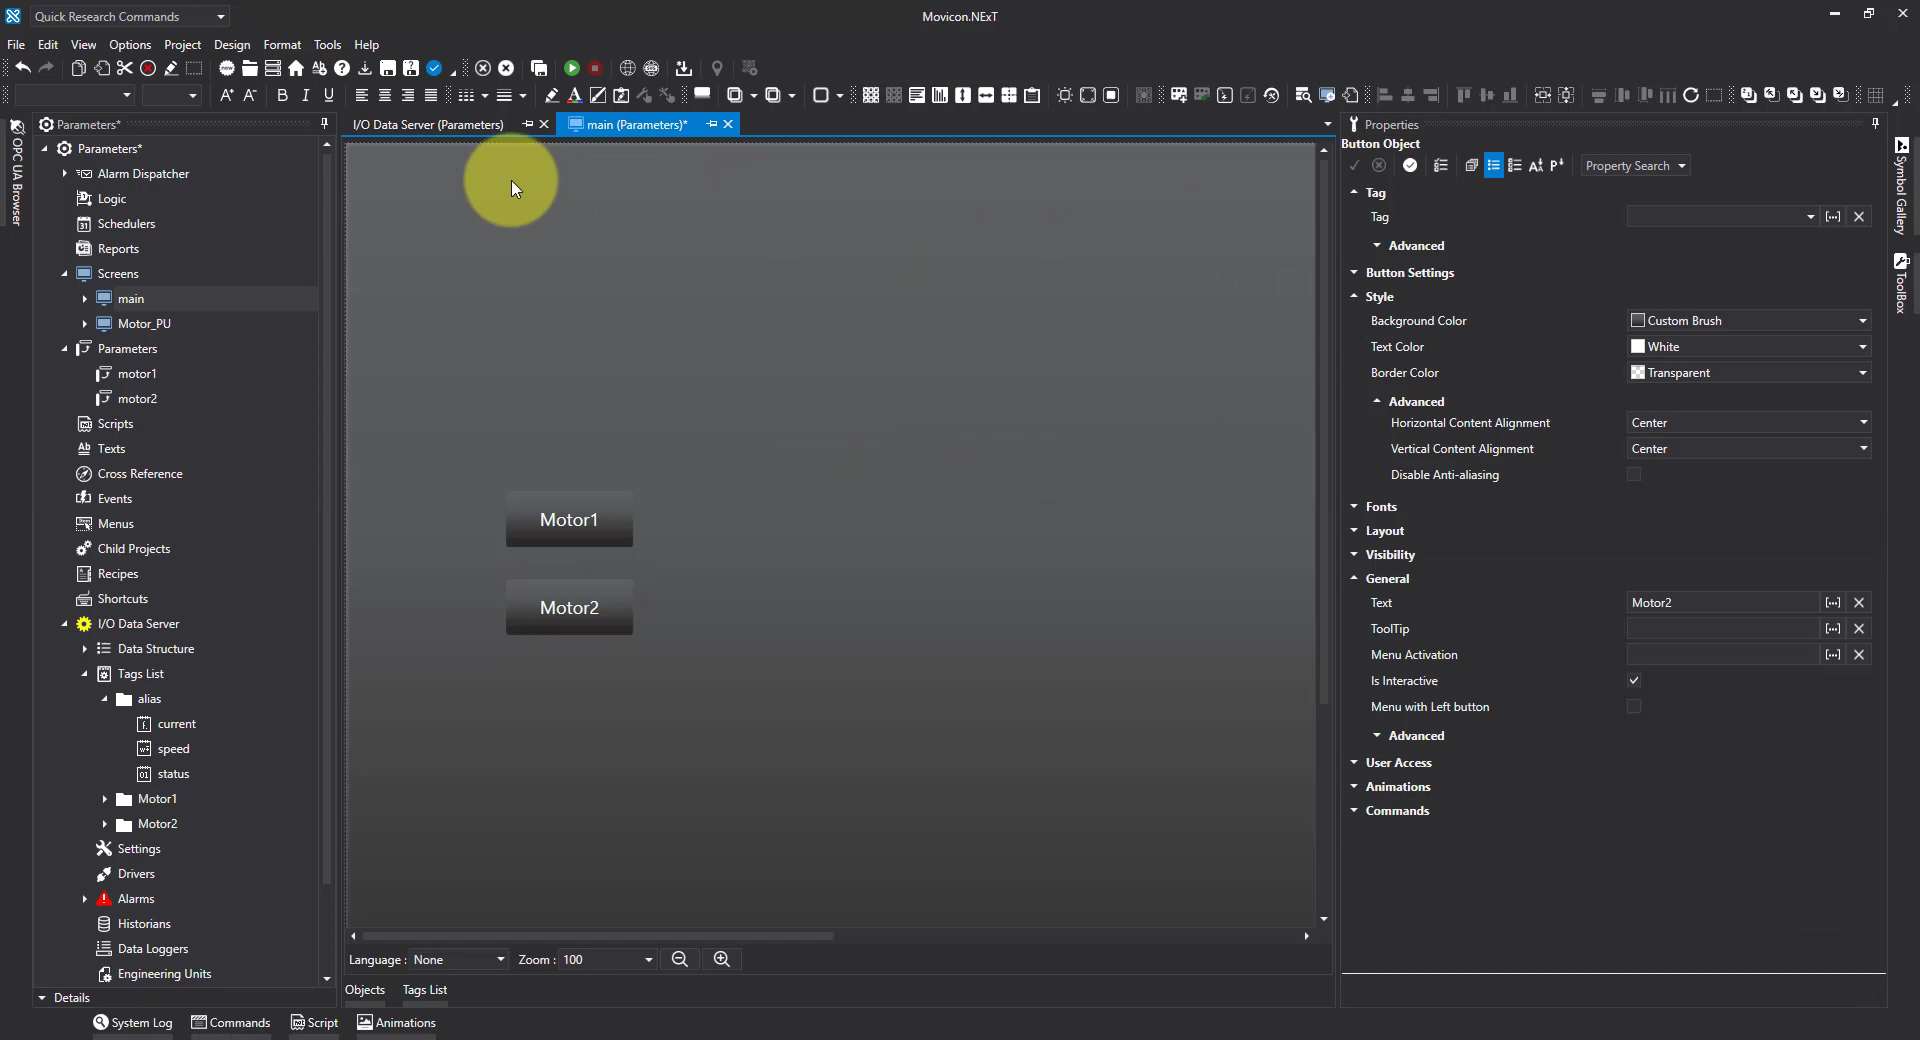 Quick Research Commands
Movicon.NExT
File Edit View Options Project Design Format Tools Help
Parameters*
I/O Data Server (Parameters)
main (Parameters)*
Properties
OPC UA Browser
Parameters*
Alarm Dispatcher
Logic
Schedulers
Reports
Screens
main
Motor_PU
Parameters
motor1
motor2
Scripts
Texts
Cross Reference
Events
Menus
Child Projects
Recipes
Shortcuts
I/O Data Server
Data Structure
Tags List
alias
current
speed
status
Motor1
Motor2
Settings
Drivers
Alarms
Historians
Data Loggers
Engineering Units
Details
Motor1
Motor2
Language : None
Zoom : 100
Objects Tags List
System Log Commands Script Animations
Button Object
Property Search
Tag
Tag
Advanced
Button Settings
Style
Background Color Custom Brush
Text Color White
Border Color Transparent
Advanced
Horizontal Content Alignment Center
Vertical Content Alignment Center
Disable Anti-aliasing
Fonts
Layout
Visibility
General
Text Motor2
ToolTip
Menu Activation
Is Interactive
Menu with Left button
Advanced
User Access
Animations
Commands
Symbol Gallery
ToolBox